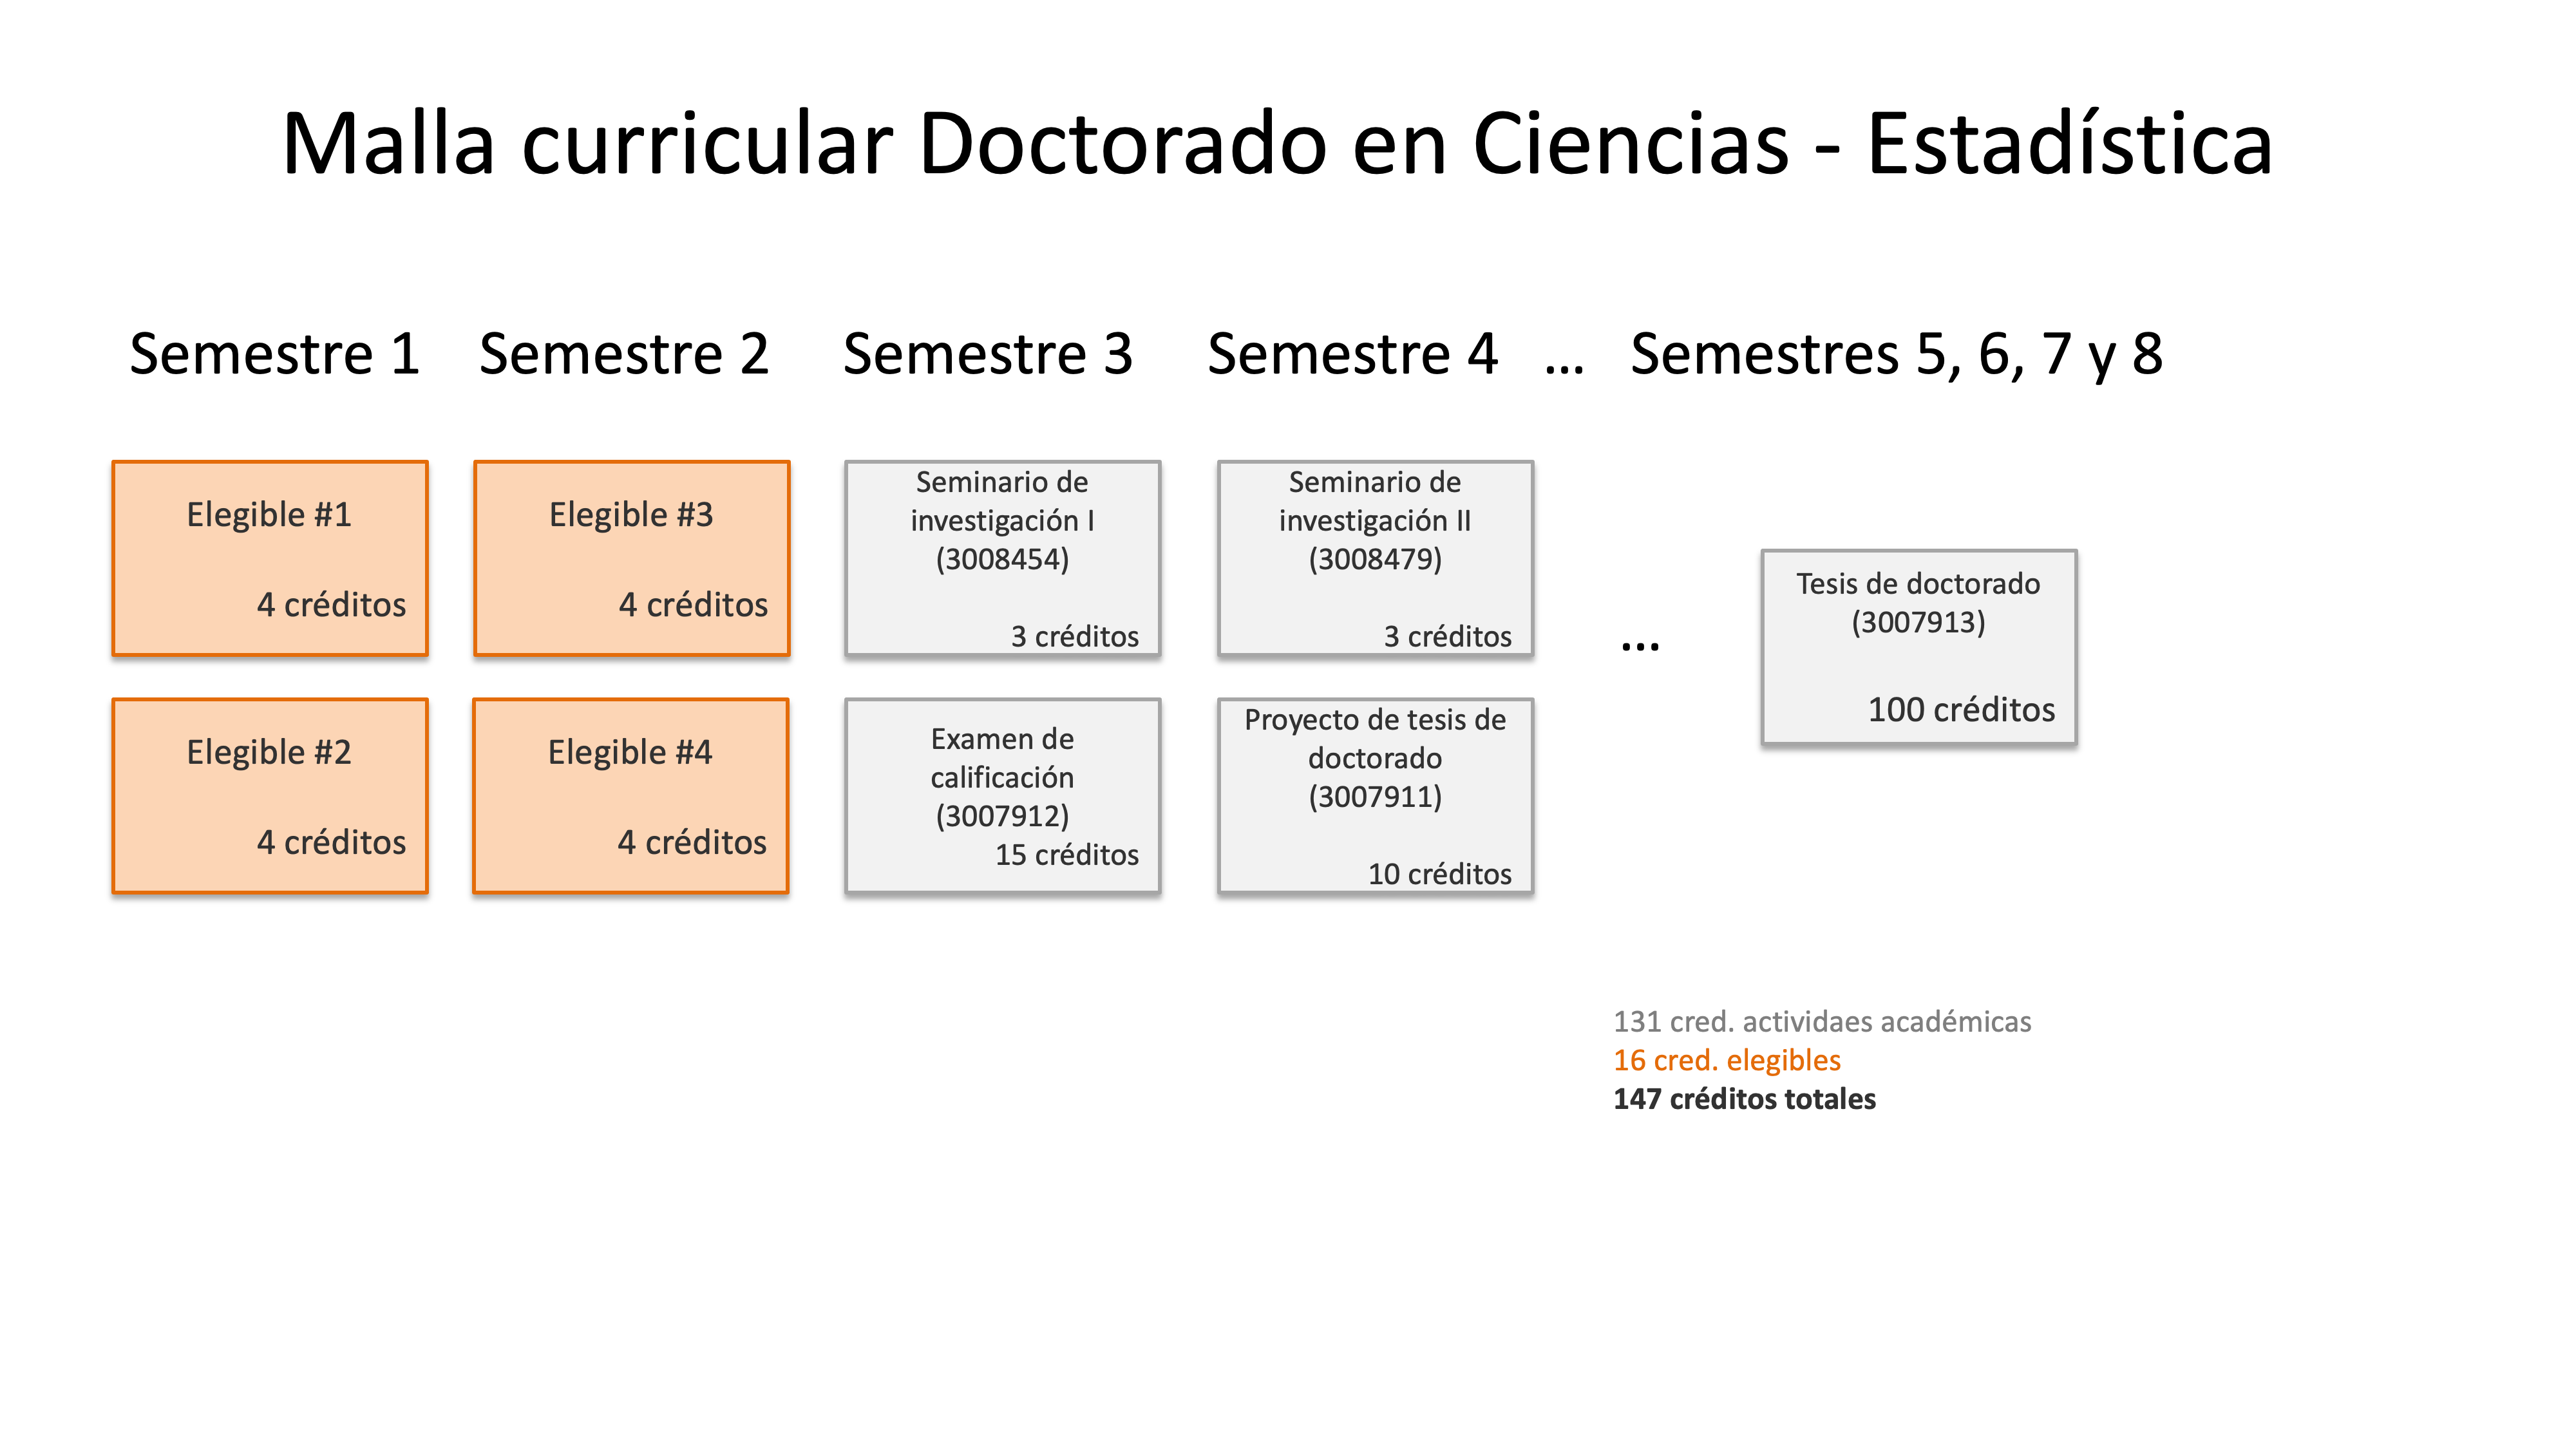 Malla curricular Doctorado en Ciencias - Estadística
Semestre 1
Semestre 2
Semestre 3
Semestre 4
...
Semestres 5, 6, 7 y 8
Elegible #1
4 créditos
Elegible #3
4 créditos
Seminario de
investigación I
(3008454)
3 créditos
Seminario de
investigación II
(3008479)
3 créditos
...
Tesis de doctorado
(3007913)
100 créditos
Elegible #2
4 créditos
Elegible #4
4 créditos
Examen de
calificación
(3007912)
15 créditos
Proyecto de tesis de
doctorado
(3007911)
10 créditos
131 cred. actividaes académicas
16 cred. elegibles
147 créditos totales